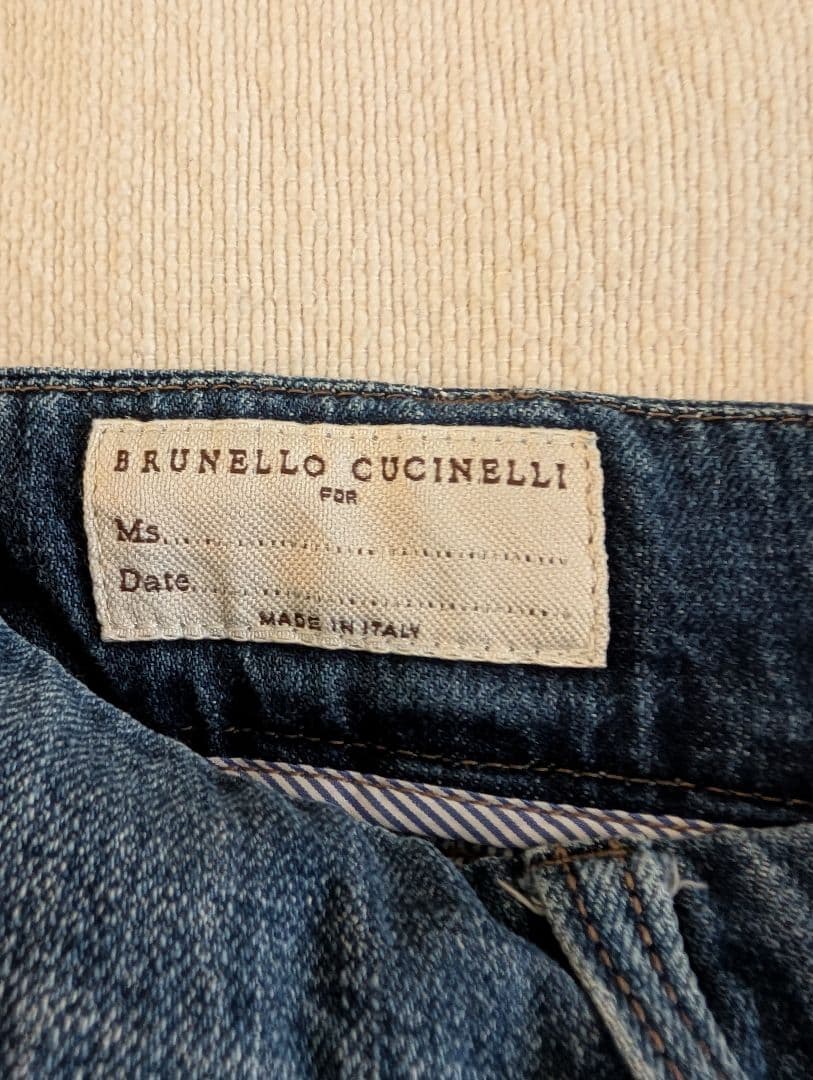 BRUNELLO CUCINELLI
FOR
Ms..........................................
Date..........................................
MADE IN ITALY